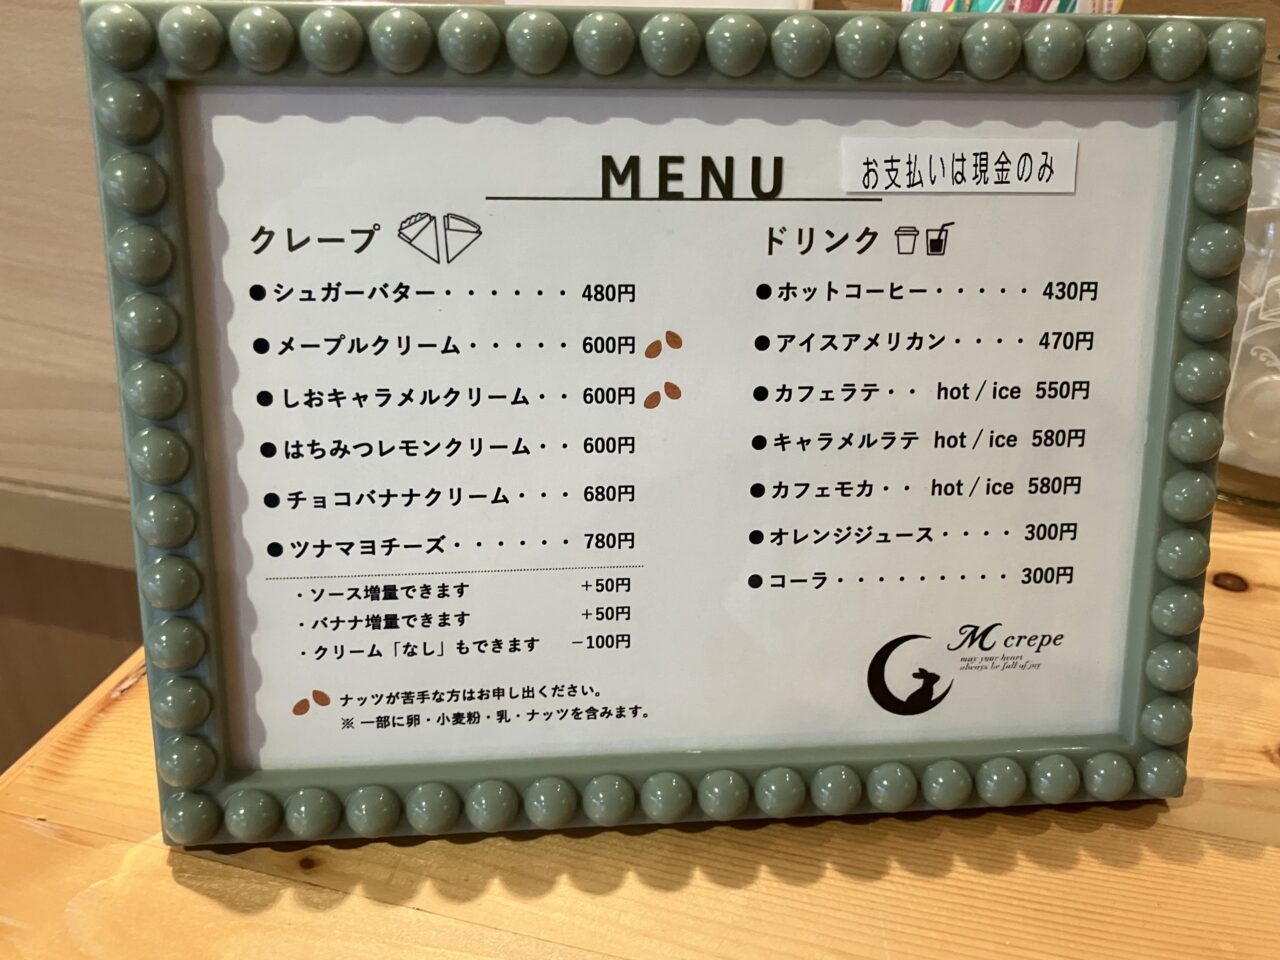 MENU
お支払いは現金のみ
クレープ
●シュガーバター・・・・・・ 480円
●メープルクリーム・・・・・ 600円
●しおキャラメルクリーム・・ 600円
●はちみつレモンクリーム・・ 600円
●チョコバナナクリーム・・・ 680円
●ツナマヨチーズ・・・・・・ 780円
・ソース増量できます +50円
・バナナ増量できます +50円
・クリーム「なし」もできます −100円
ナッツが苦手な方はお申し出ください。
※ 一部に卵・小麦粉・乳・ナッツを含みます。
ドリンク
●ホットコーヒー・・・・・ 430円
●アイスアメリカン・・・・ 470円
●カフェラテ・・ hot / ice 550円
●キャラメルラテ hot / ice 580円
●カフェモカ・・ hot / ice 580円
●オレンジジュース・・・・ 300円
●コーラ・・・・・・・・・ 300円
M crepe
may your heart
always be full of joy